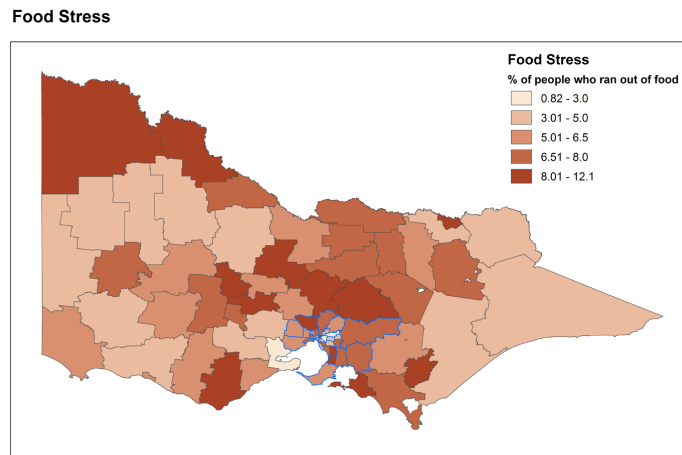 Food Stress
Food Stress
% of people who ran out of food
0.82 - 3.0
3.01 - 5.0
5.01 - 6.5
6.51 - 8.0
8.01 - 12.1